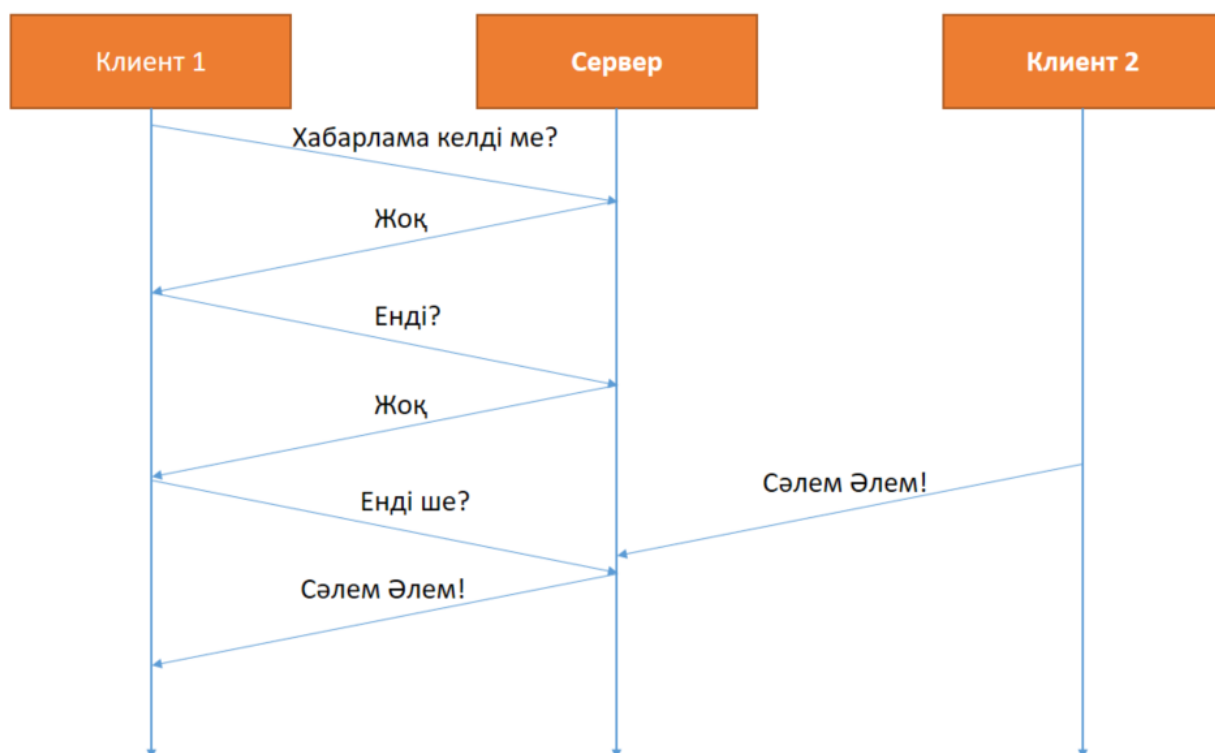 Клиент 1
Сервер
Клиент 2
Хабарлама келді ме?
Жоқ
Енді?
Жоқ
Сәлем Әлем!
Енді ше?
Сәлем Әлем!